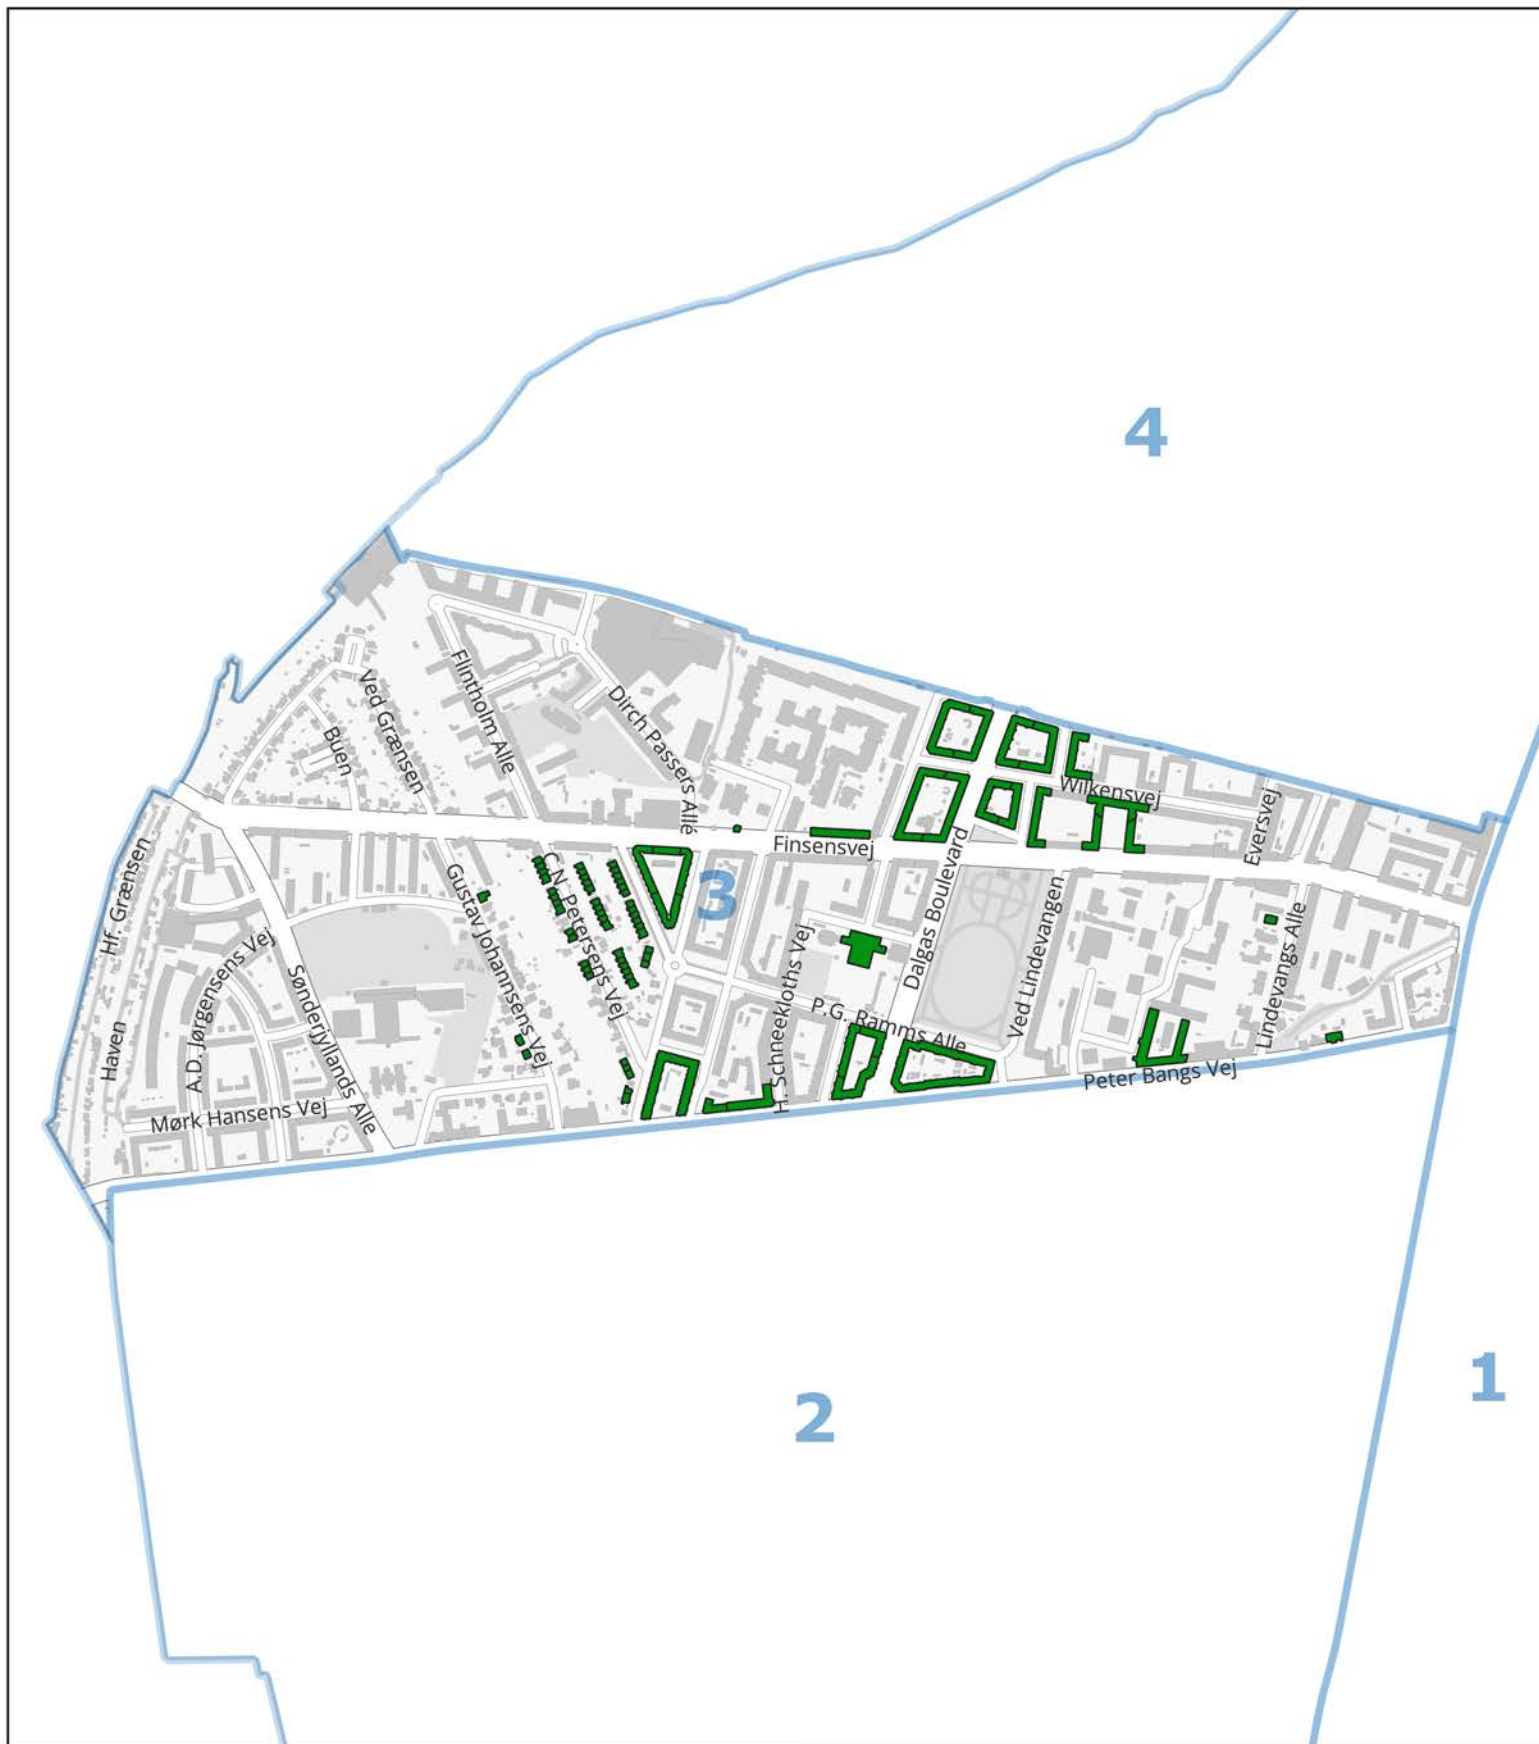 4
Ved Grænsen
Buen
Flintholm Alle
Dirch Passers Allé
Wilkensvej
Eversvej
Finsensvej
Hf. Grænsen
Haven
A.D. Jørgensens Vej
Sønderjyllands Alle
Mørk Hansens Vej
Gustav Johannsens Vej
C.N. Petersens Vej
3
H. Schneekloths Vej
Dalgas Boulevard
P.G. Ramms Alle
Ved Lindevangen
Lindevangs Alle
Peter Bangs Vej
1
2